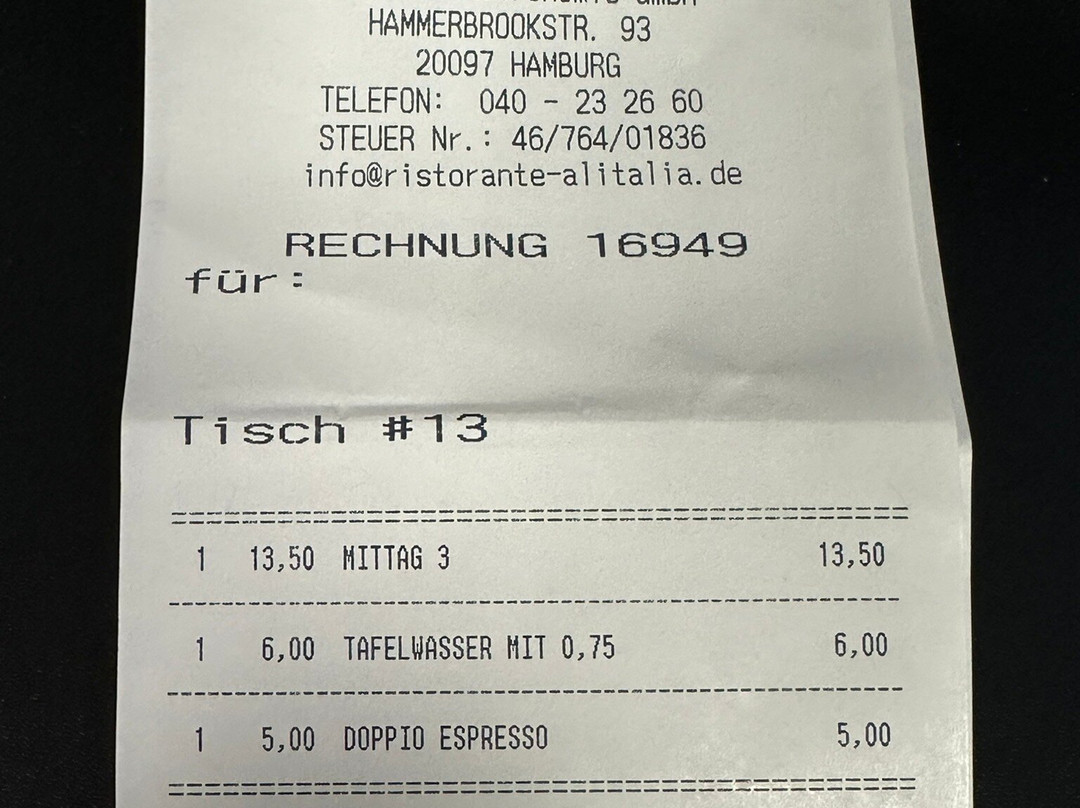 GmbH
HAMMERBROOKSTR. 93
20097 HAMBURG
TELEFON: 040 - 23 26 60
STEUER Nr.: 46/764/01836
info@ristorante-alitalia.de
RECHNUNG 16949
für:
Tisch #13
1 13,50 MITTAG 3 13,50
1 6,00 TAFELWASSER MIT 0,75 6,00
1 5,00 DOPPIO ESPRESSO 5,00